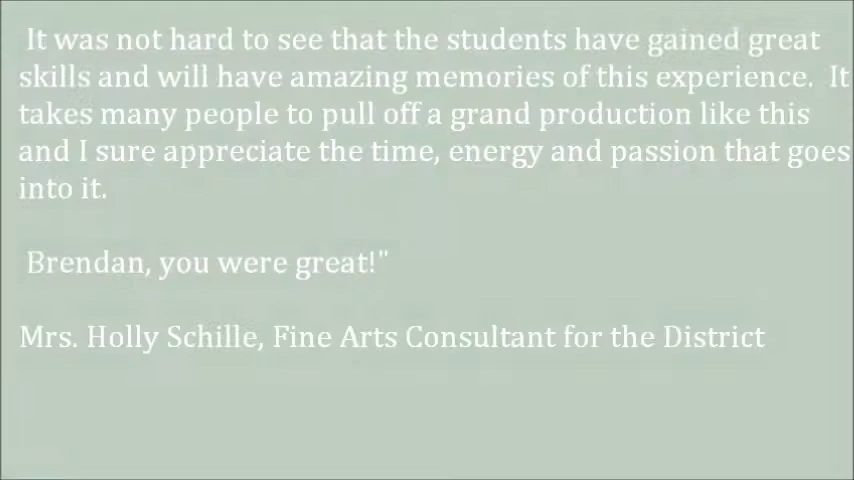 It was not hard to see that the students have gained great
skills and will have amazing memories of this experience.  It
takes many people to pull off a grand production like this
and I sure appreciate the time, energy and passion that goes
into it.
Brendan, you were great!"
Mrs. Holly Schille, Fine Arts Consultant for the District